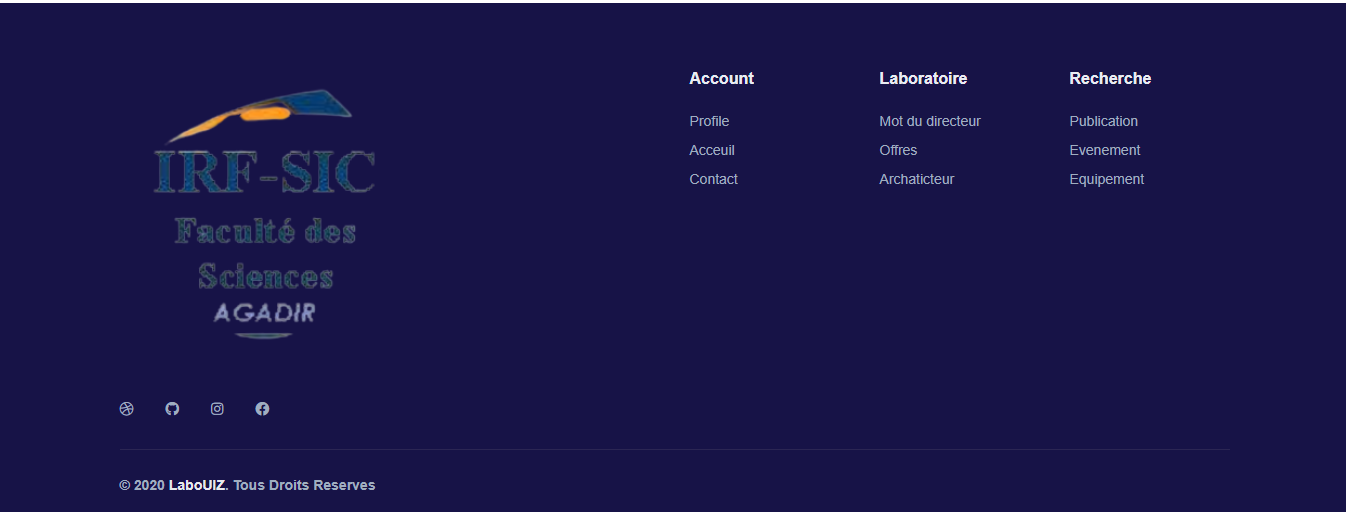 IRF-SIC
Faculté des
Sciences
AGADIR
Account
Profile
Acceuil
Contact
Laboratoire
Mot du directeur
Offres
Archaticteur
Recherche
Publication
Evenement
Equipement
© 2020 LaboUIZ. Tous Droits Reserves